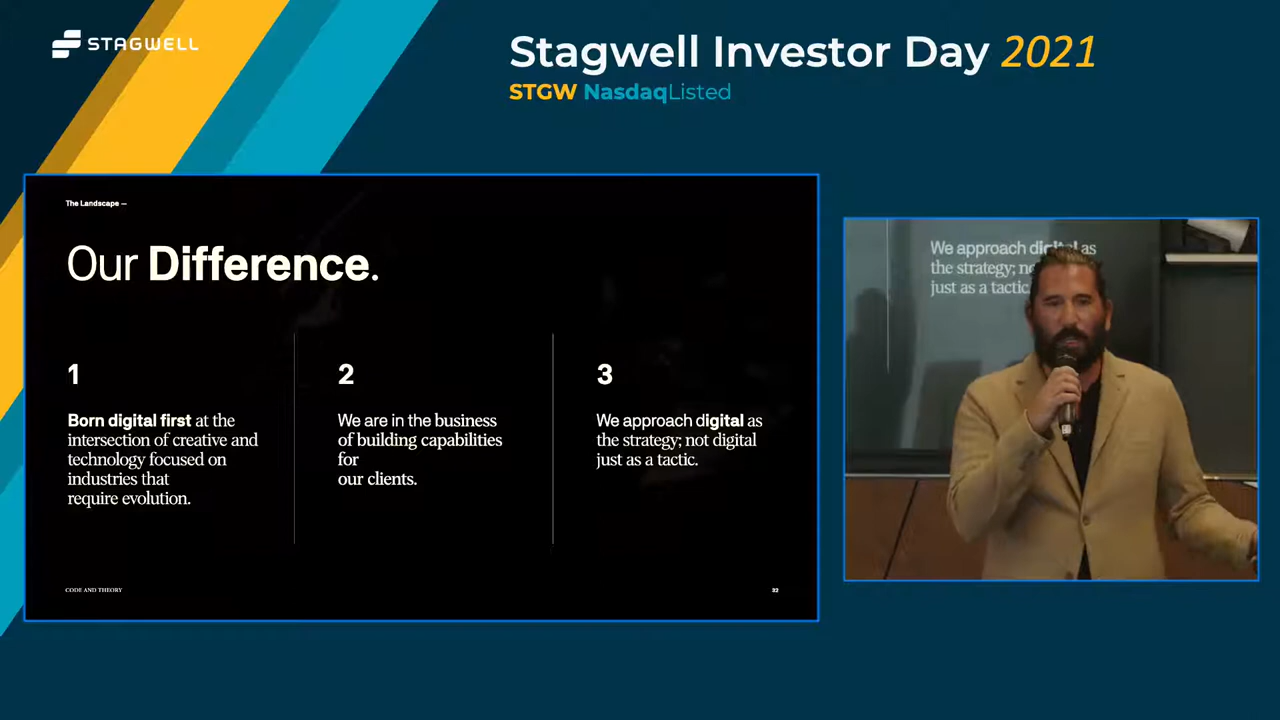 STAGWELL
Stagwell Investor Day 2021
STGW NasdaqListed
The Landscape —
Our Difference.
1
Born digital first at the
intersection of creative and
technology focused on
industries that
require evolution.
2
We are in the business
of building capabilities
for
our clients.
3
We approach digital as
the strategy; not digital
just as a tactic.
CODE AND THEORY
32
We approach digital as
the strategy; no
just as a tactic.